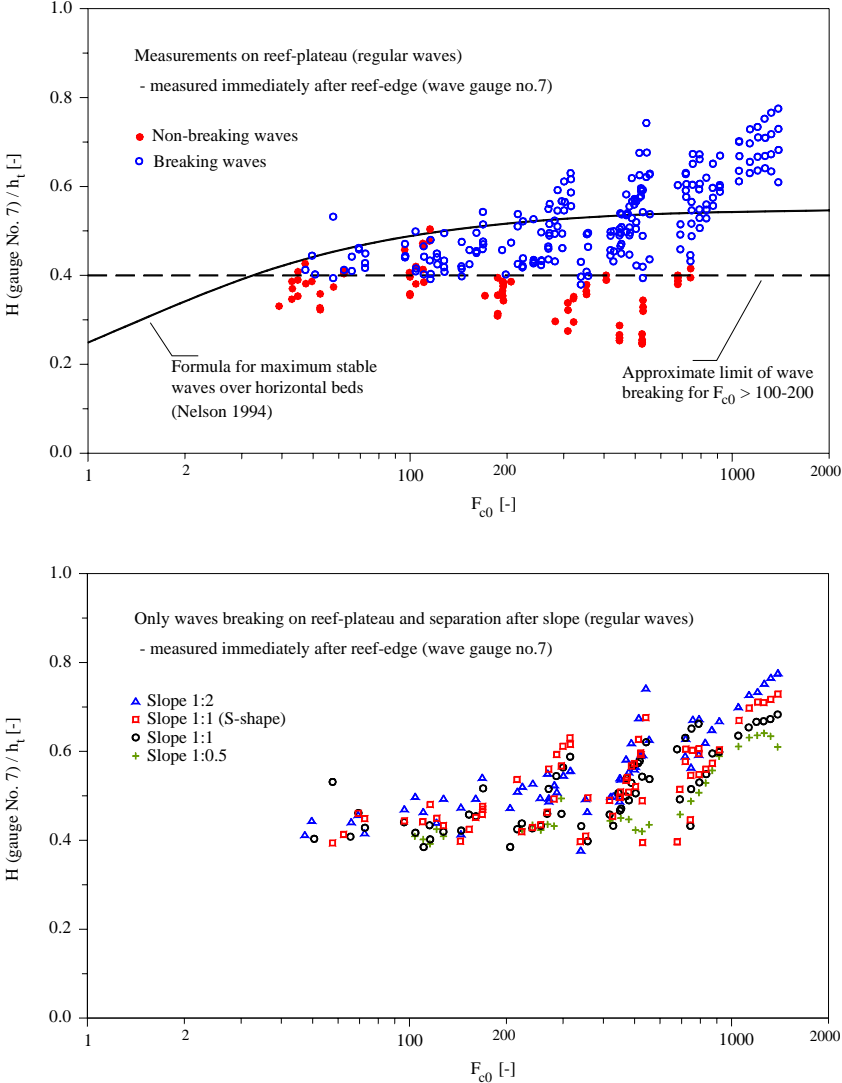 1.0
Measurements on reef-plateau (regular waves)
- measured immediately after reef-edge (wave gauge no.7)
0.8
Non-breaking waves
Breaking waves
0.6
H (gauge No. 7) / ht [-]
0.4
Formula for maximum stable
waves over horizontal beds
(Nelson 1994)
Approximate limit of wave
breaking for Fc0 > 100-200
0.2
0.0
1 2 100 200 1000 2000
Fc0 [-]
1.0
Only waves breaking on reef-plateau and separation after slope (regular waves)
- measured immediately after reef-edge (wave gauge no.7)
0.8
Slope 1:2
Slope 1:1 (S-shape)
Slope 1:1
Slope 1:0.5
0.6
H (gauge No. 7) / ht [-]
0.4
0.2
0.0
1 2 100 200 1000 2000
Fc0 [-]